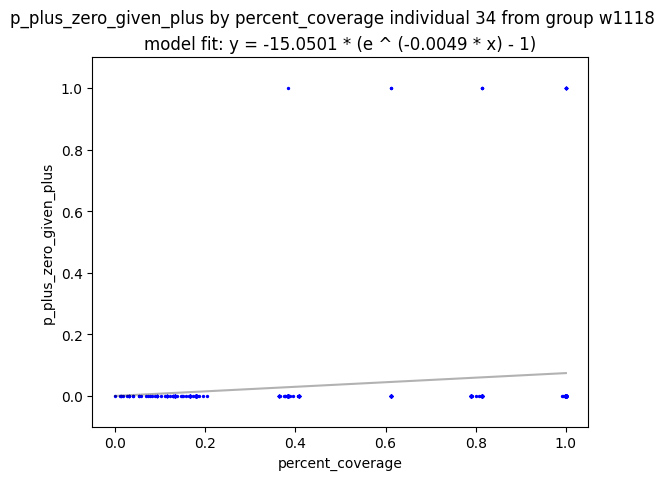 p_plus_zero_given_plus by percent_coverage individual 34 from group w1118
model fit: y = -15.0501 * (e ^ (-0.0049 * x) - 1)
p_plus_zero_given_plus
1.0
0.8
0.6
0.4
0.2
0.0
0.0 0.2 0.4 0.6 0.8 1.0
percent_coverage